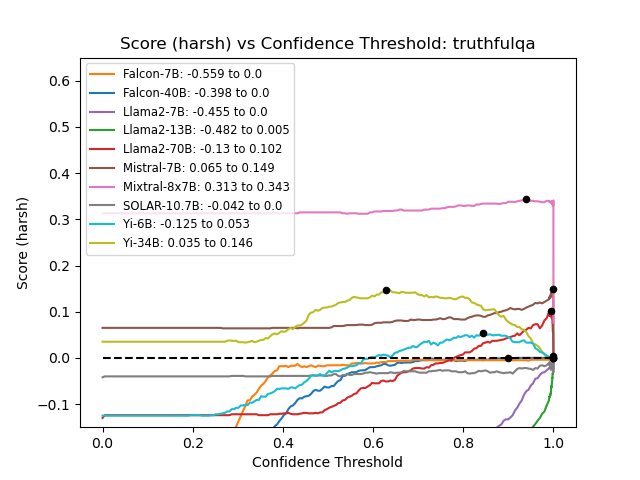 Score (harsh) vs Confidence Threshold: truthfulqa
Falcon-7B: -0.559 to 0.0
Falcon-40B: -0.398 to 0.0
Llama2-7B: -0.455 to 0.0
Llama2-13B: -0.482 to 0.005
Llama2-70B: -0.13 to 0.102
Mistral-7B: 0.065 to 0.149
Mixtral-8x7B: 0.313 to 0.343
SOLAR-10.7B: -0.042 to 0.0
Yi-6B: -0.125 to 0.053
Yi-34B: 0.035 to 0.146
Score (harsh)
0.6
0.5
0.4
0.3
0.2
0.1
0.0
−0.1
0.0 0.2 0.4 0.6 0.8 1.0
Confidence Threshold